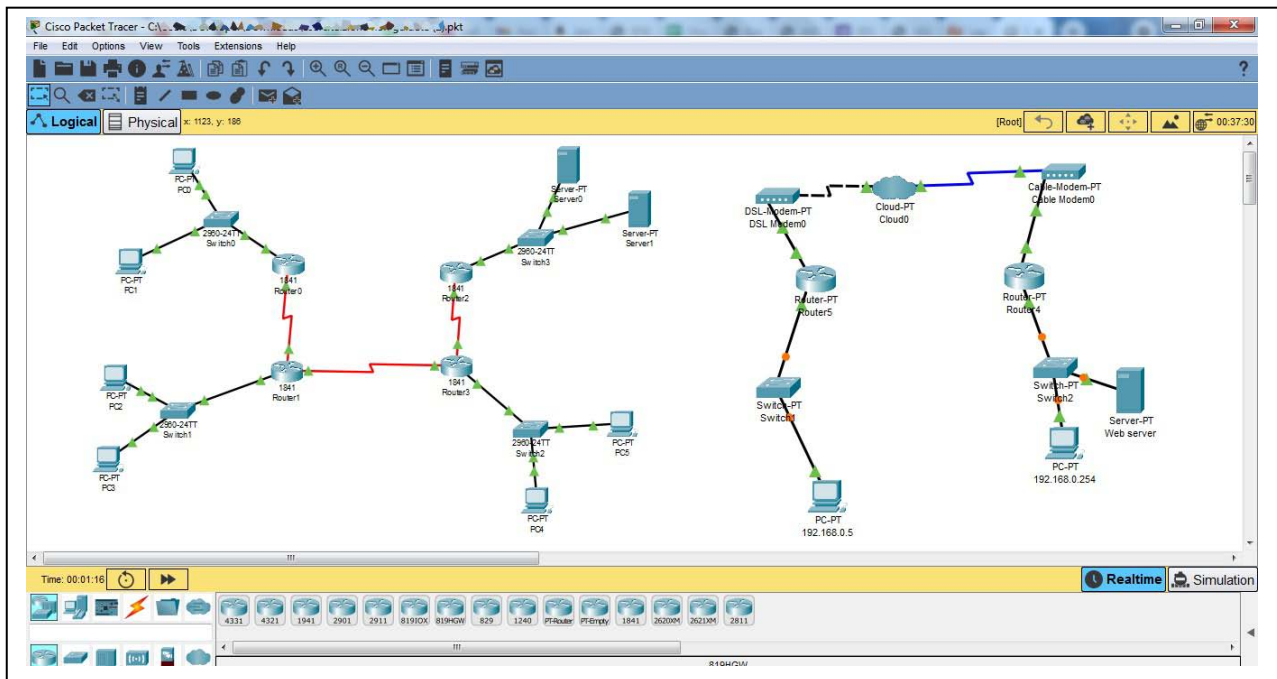 Cisco Packet Tracer - C:\ .pkt
File Edit Options View Tools Extensions Help
?
Logical Physical x: 1123, y: 186 [Root] 00:37:30
PC-PT
PC0
2960-24TT
Switch0
PC-PT
PC1
1841
Router0
Server-PT
Server0
Server-PT
Server1
2960-24TT
Switch3
1841
Router2
DSL-Modem-PT
DSL Modem0
Cloud-PT
Cloud0
Cable-Modem-PT
Cable Modem0
Router-PT
Router5
Router-PT
Router4
PC-PT
PC2
2960-24TT
Switch1
PC-PT
PC3
1841
Router1
1841
Router3
2960-24TT
Switch2
PC-PT
PC5
PC-PT
PC4
Switch-PT
PC-PT
192.168.0.5
Switch-PT
Switch2
Server-PT
Web server
PC-PT
192.168.0.254
Time: 00:01:16 Realtime Simulation
4331 4321 1941 2901 2911 819IOX 819HGW 829 1240 PT-Router PT-Empty 1841 2620XM 2621XM 2811
819HGW